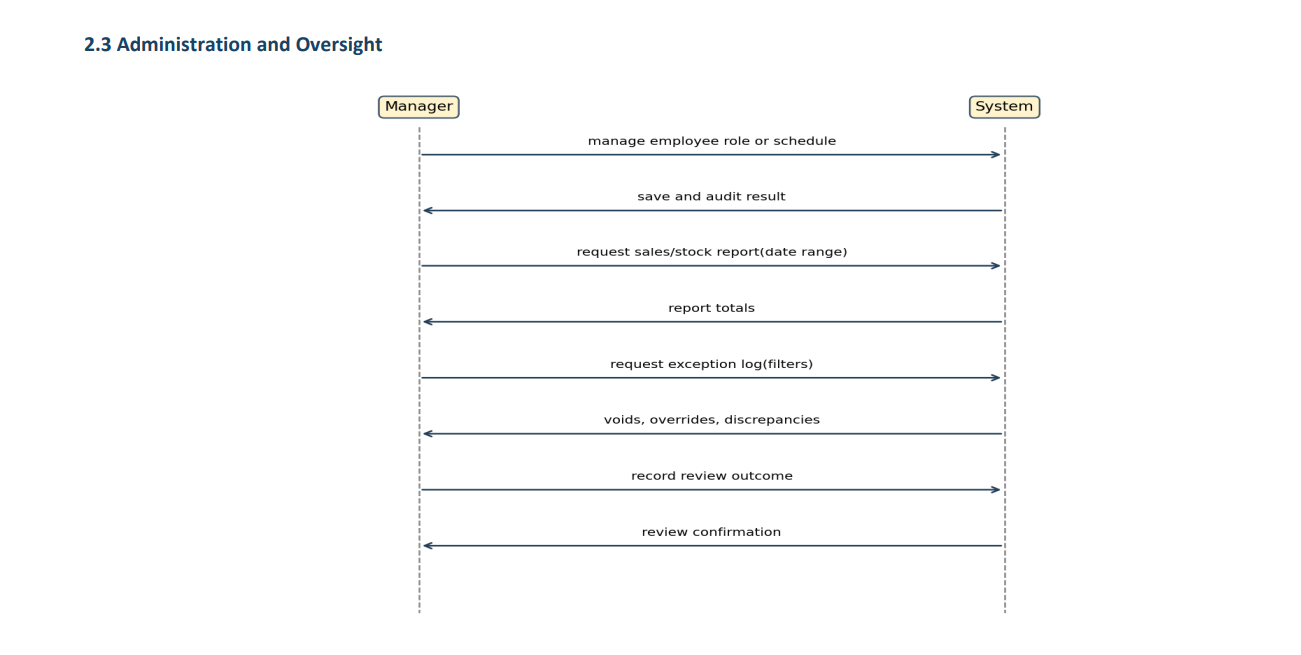 2.3 Administration and Oversight
Manager
System
manage employee role or schedule
save and audit result
request sales/stock report(date range)
report totals
request exception log(filters)
voids, overrides, discrepancies
record review outcome
review confirmation